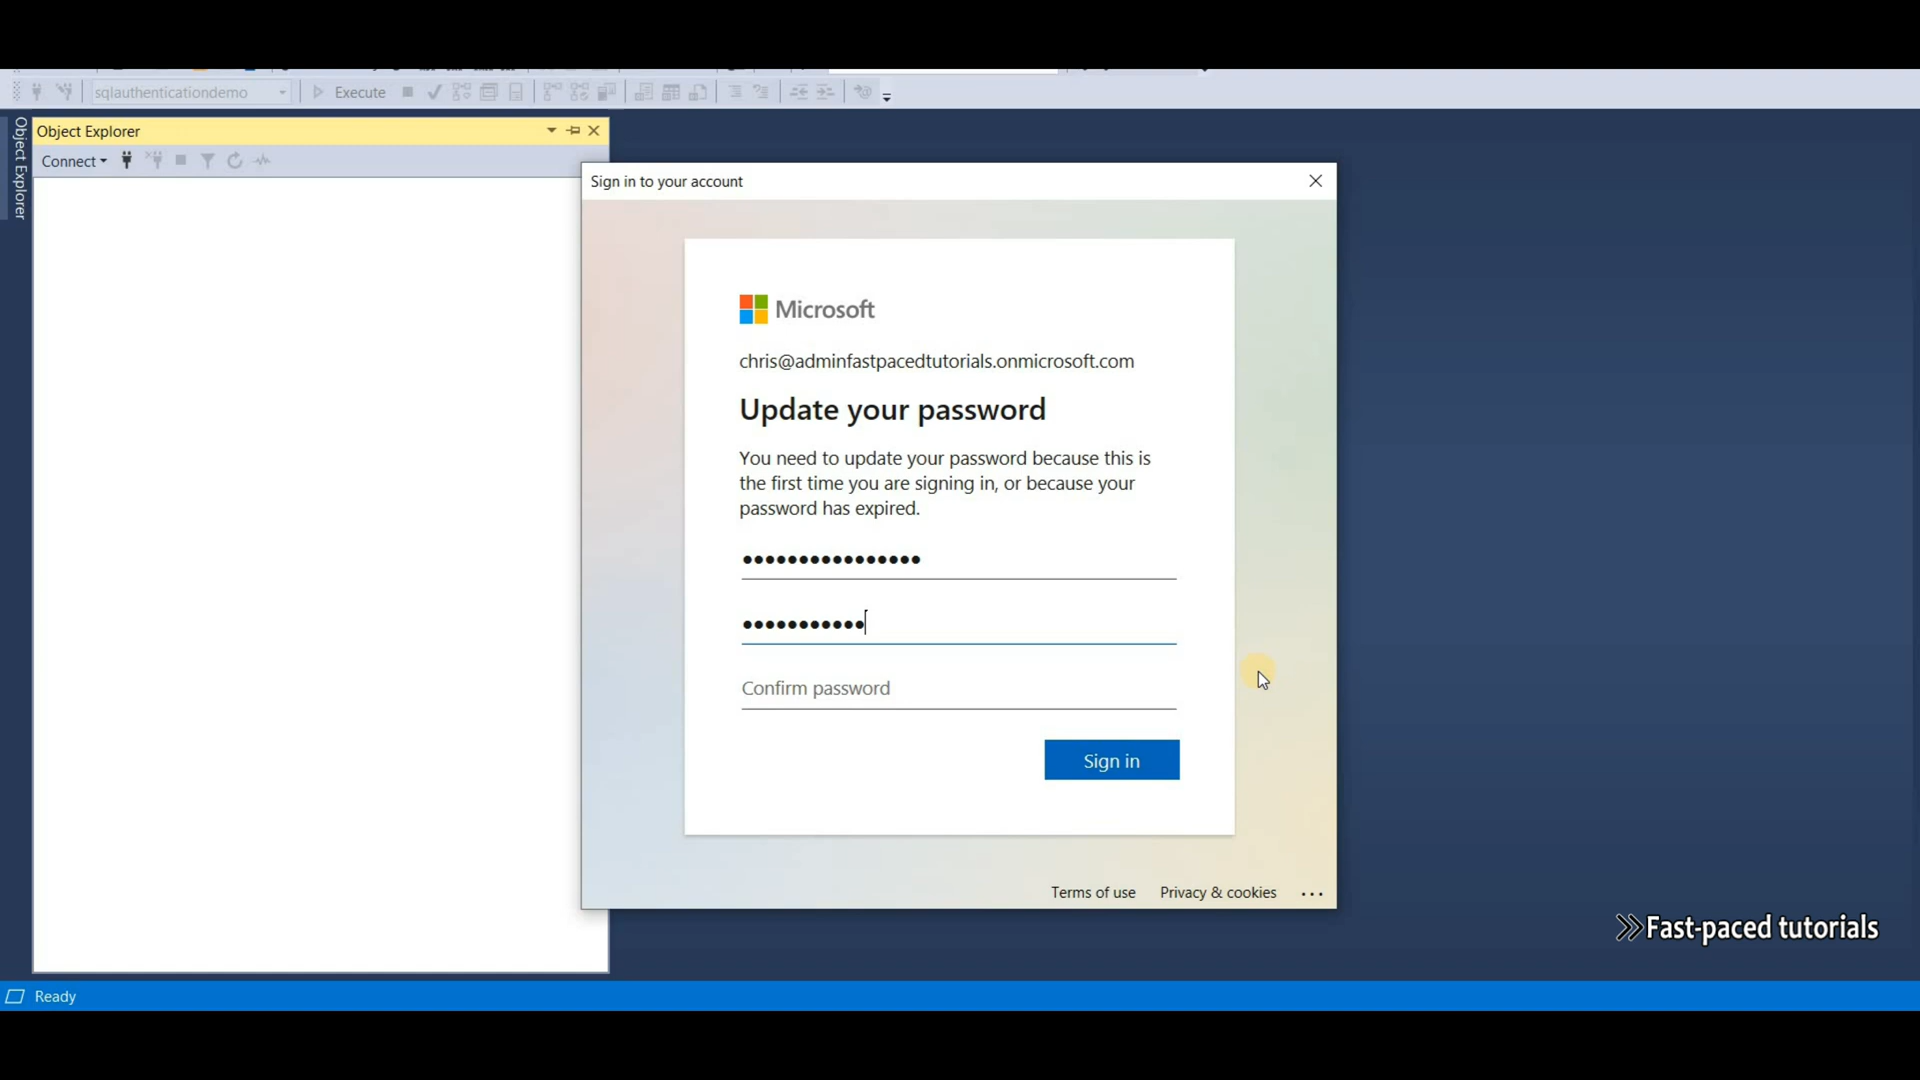 sqlauthenticationdemo
Execute
Object Explorer
Object Explorer
Connect
Sign in to your account
Microsoft
chris@adminfastpacedtutorials.onmicrosoft.com
Update your password
You need to update your password because this is
the first time you are signing in, or because your
password has expired.
••••••••••••••••
•••••••••••
Confirm password
Sign in
Terms of use
Privacy & cookies
...
Fast-paced tutorials
Ready